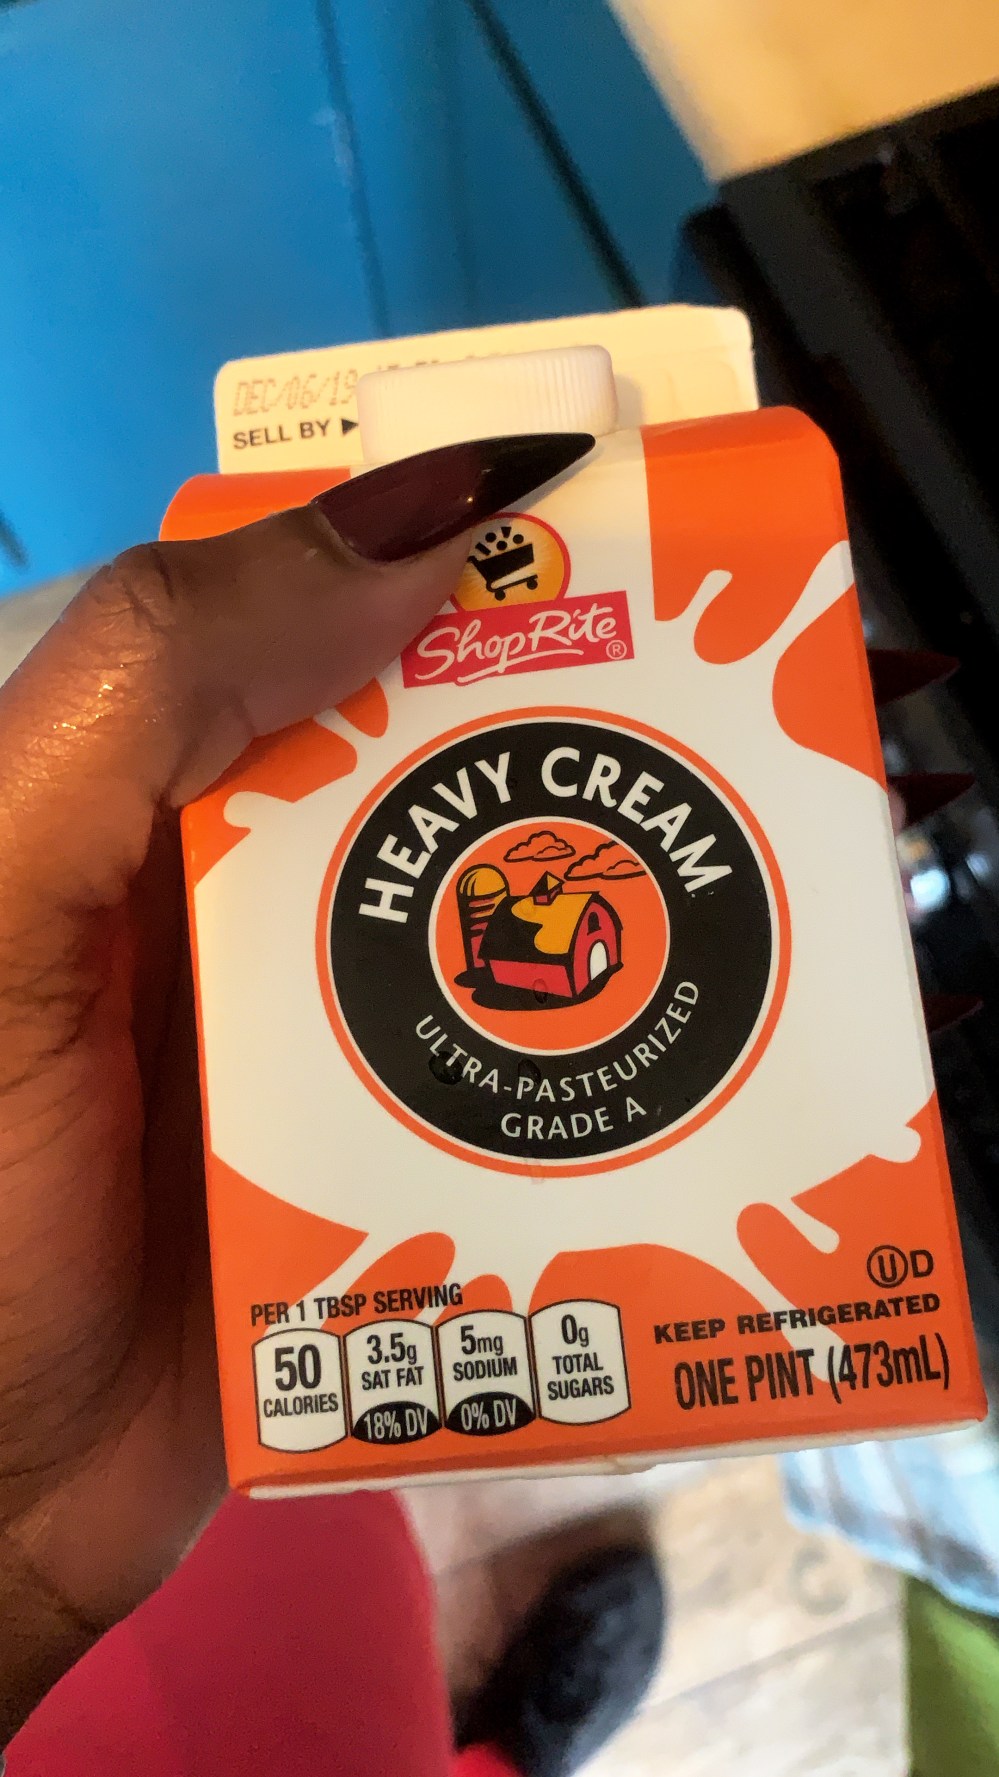 DEC/06/19
SELL BY
ShopRite®
HEAVY CREAM
ULTRA-PASTEURIZED
GRADE A
PER 1 TBSP SERVING
50
CALORIES
3.5g
SAT FAT
18% DV
5mg
SODIUM
0% DV
0g
TOTAL
SUGARS
UD
KEEP REFRIGERATED
ONE PINT (473mL)